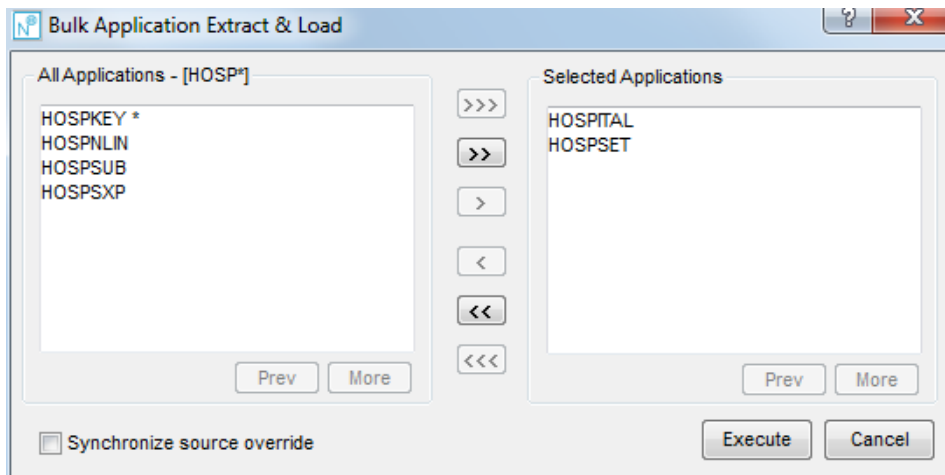 Bulk Application Extract & Load
?
X
All Applications - [HOSP*]
HOSPKEY *
HOSPNLIN
HOSPSUB
HOSPSXP
Prev
More
>>>
>>
>
<
<<
<<<
Selected Applications
HOSPITAL
HOSPSET
Prev
More
Synchronize source override
Execute
Cancel